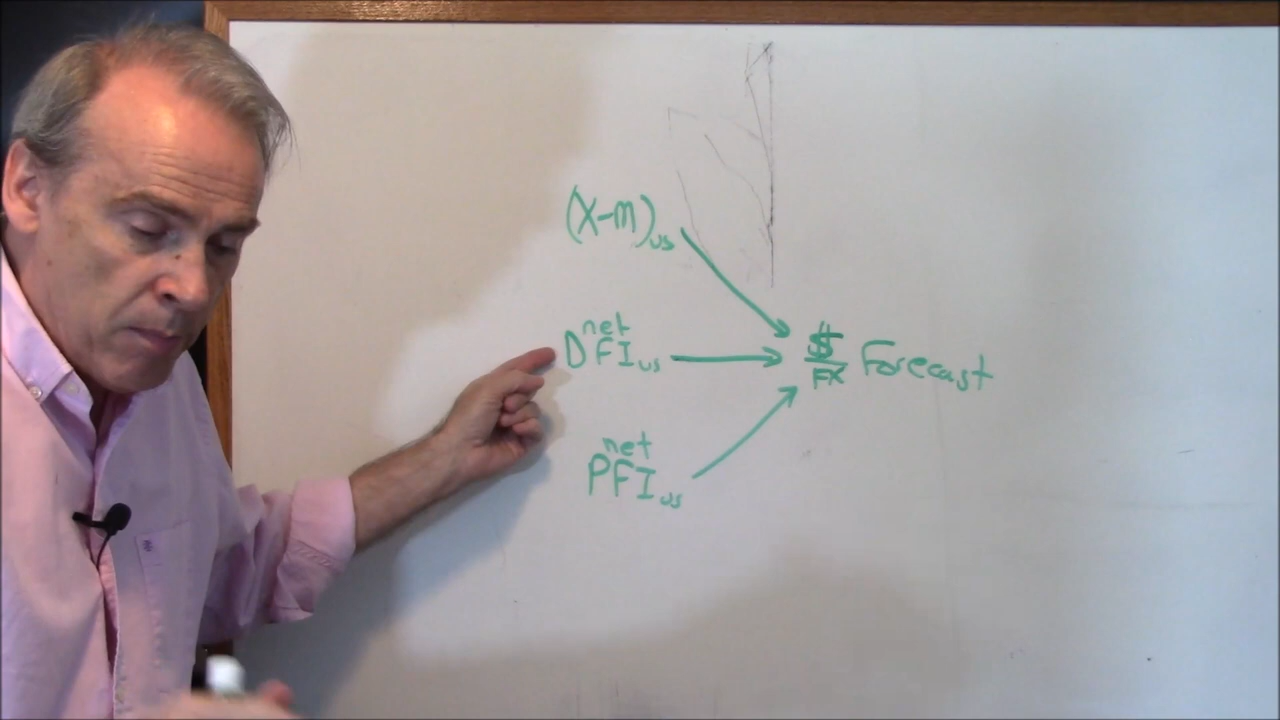 (X-M)US
net
DFIUS
$/FX Forecast
net
PFIUS